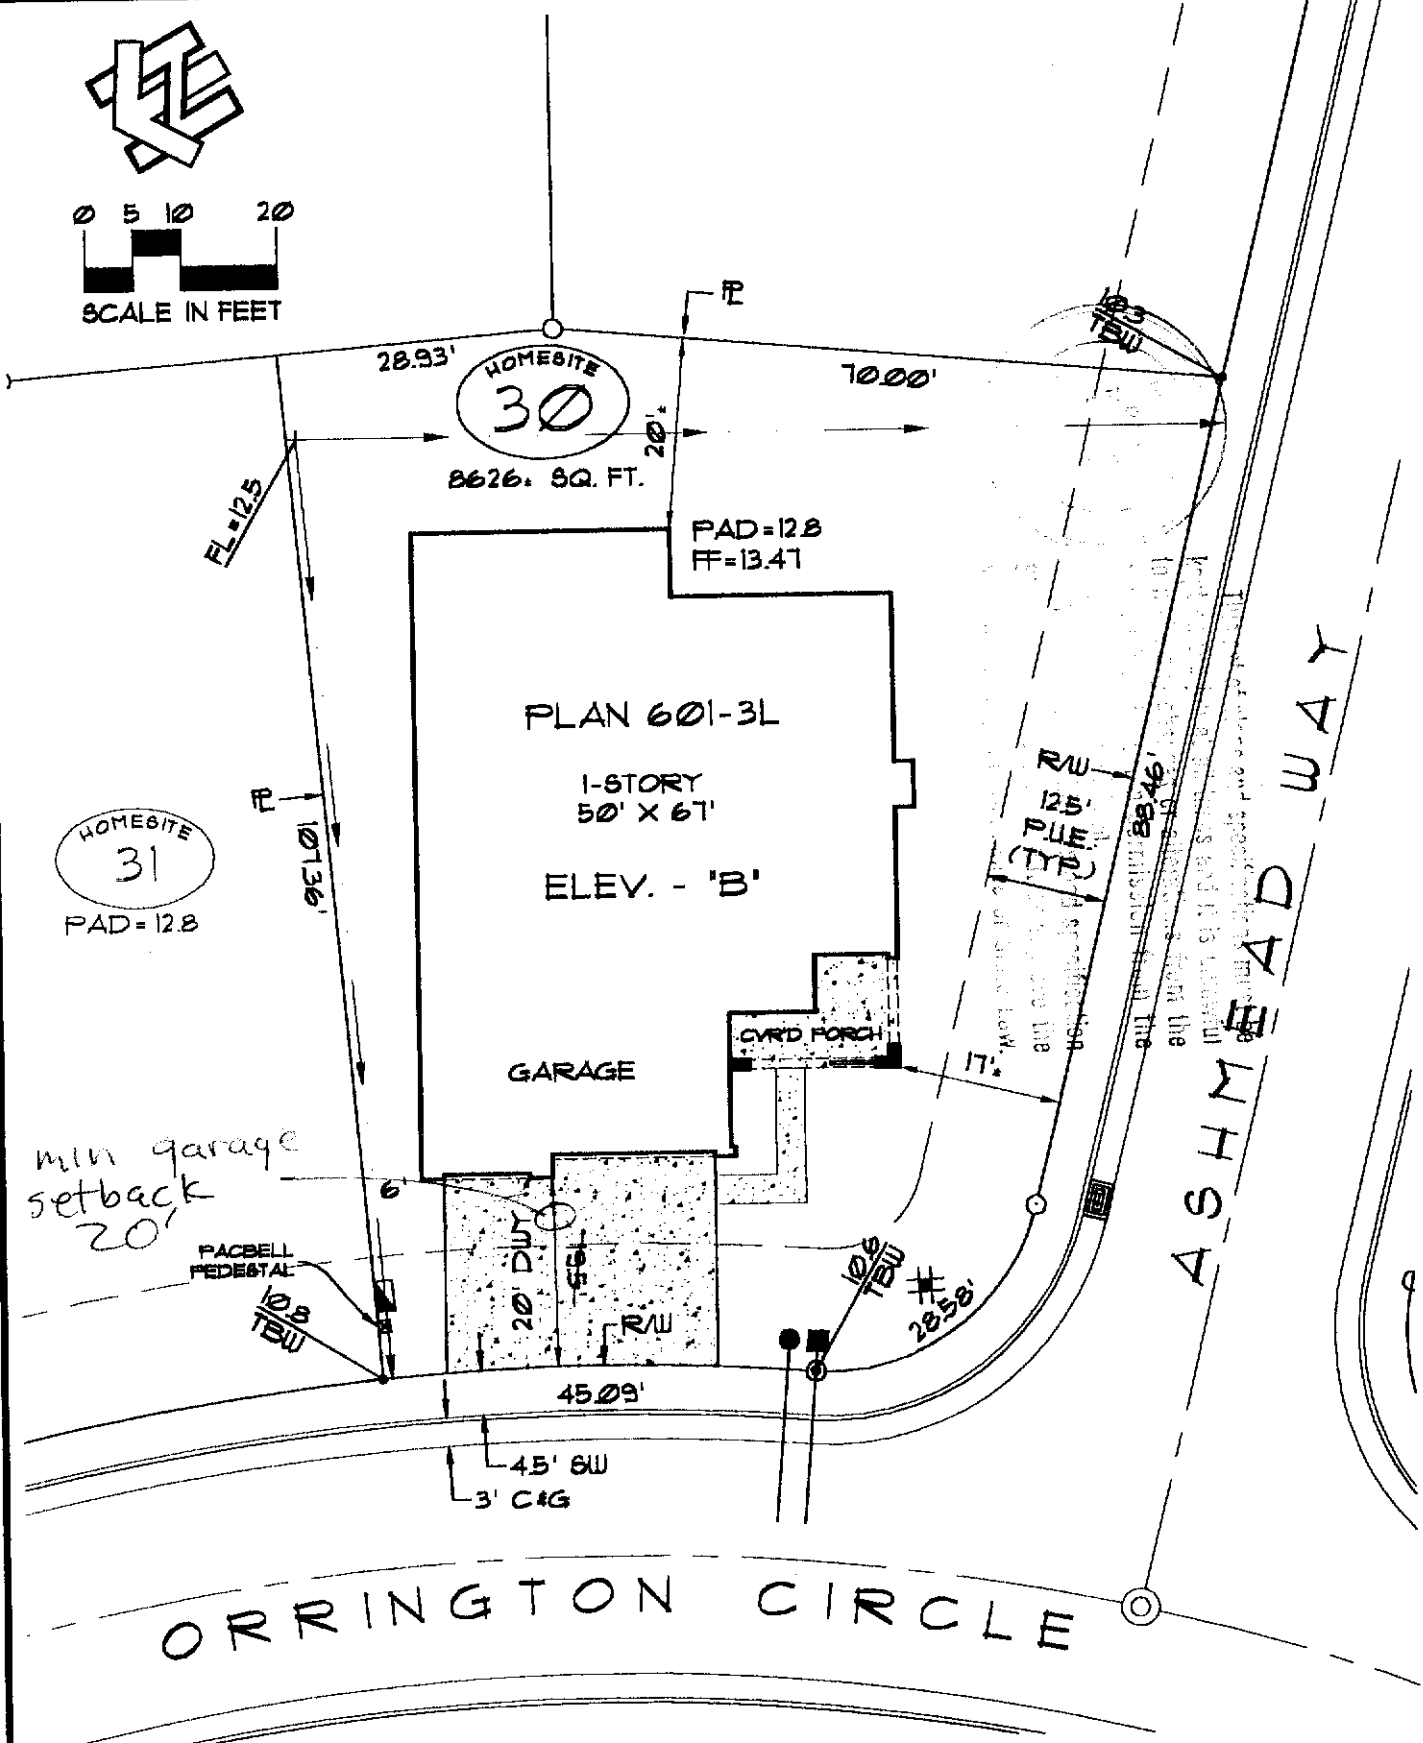 0 5 10 20
SCALE IN FEET
PL
10.3
TBW
28.93'
HOMESITE
30
8626± SQ. FT.
20'±
70.00'
FL=12.5
PAD=12.8
FF=13.47
PLAN 601-3L
1-STORY
50' X 67'
ELEV. - "B"
PL
107.36'
HOMESITE
31
PAD=12.8
R/W
12.5'
P.U.E.
(TYP.)
88.46'
ASHMEAD WAY
CVR'D PORCH
GARAGE
17'±
min garage
setback
20'
6'
PACBELL
PEDESTAL
10.8
TBW
20' DWY
R/W
10.6
TBW
28.58'
45.09'
4.5' SW
3' C&G
ORRINGTON CIRCLE